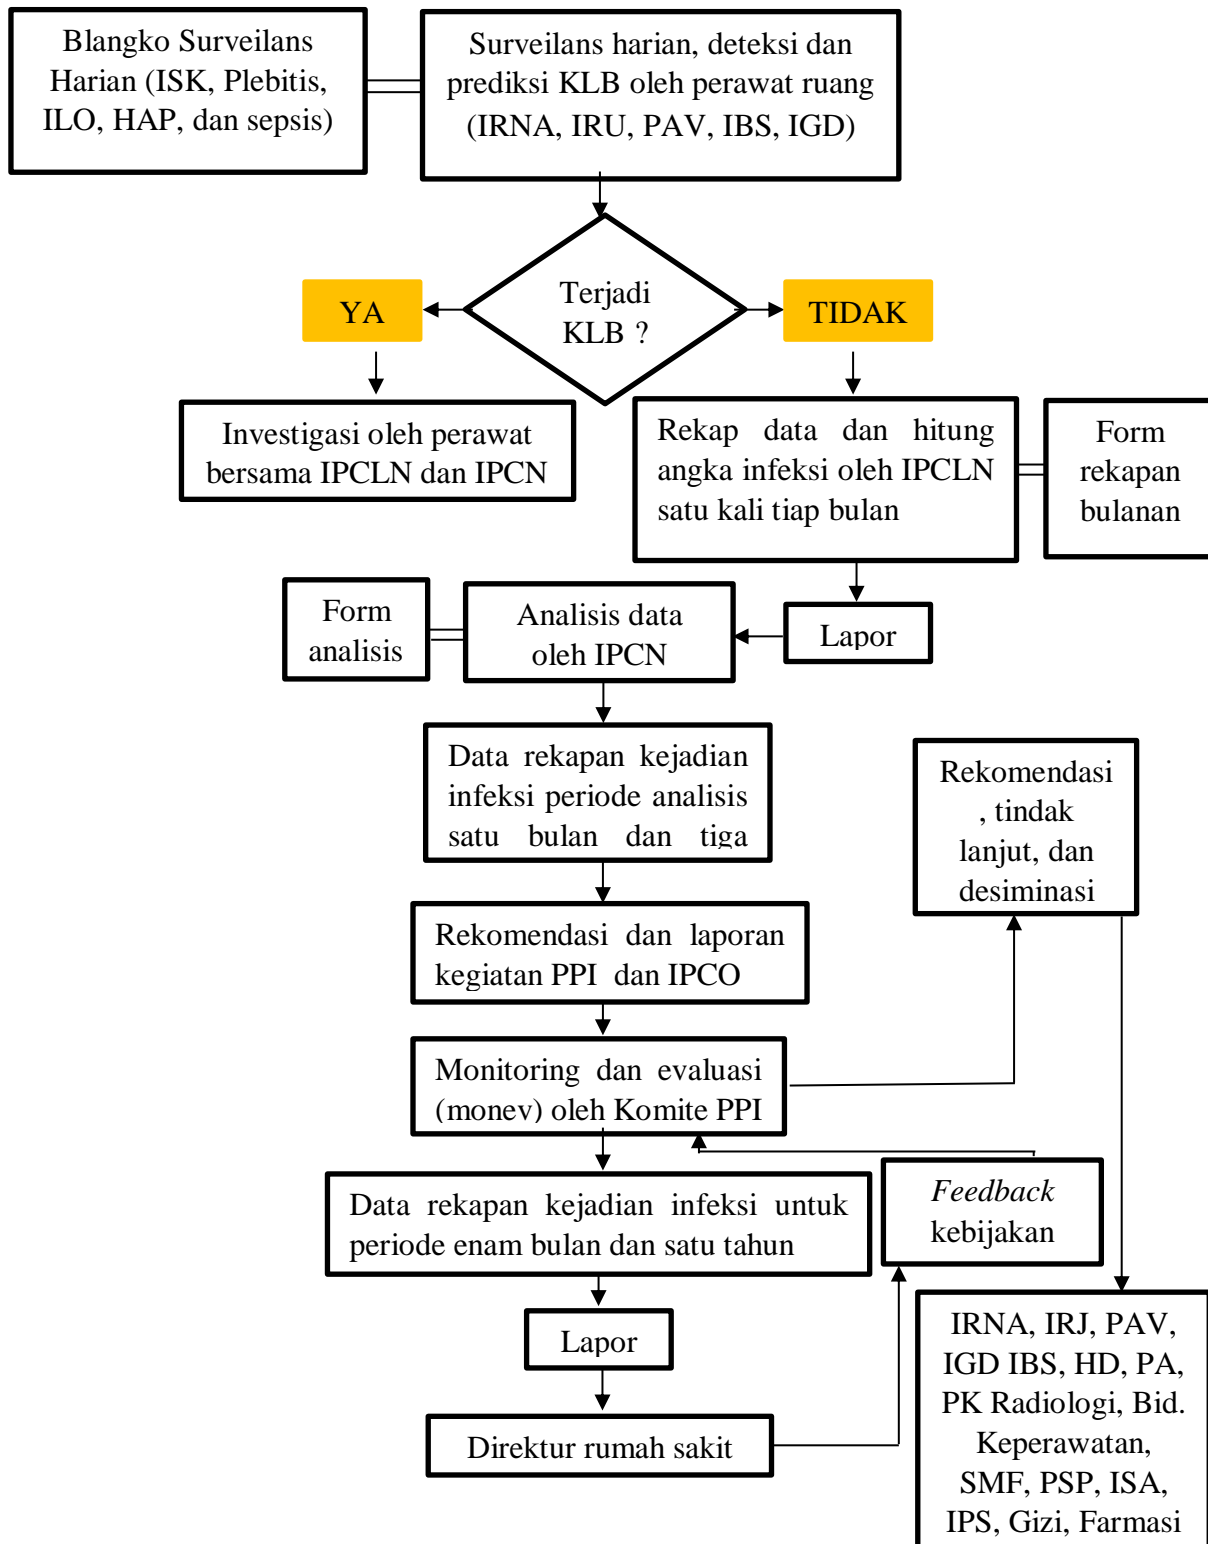 Blangko Surveilans
Harian (ISK, Plebitis,
ILO, HAP, dan sepsis)
Surveilans harian, deteksi dan
prediksi KLB oleh perawat ruang
(IRNA, IRU, PAV, IBS, IGD)
Terjadi
KLB ?
YA
TIDAK
Investigasi oleh perawat
bersama IPCLN dan IPCN
Rekap data dan hitung
angka infeksi oleh IPCLN
satu kali tiap bulan
Form
rekapan
bulanan
Lapor
Analisis data
oleh IPCN
Form
analisis
Data rekapan kejadian
infeksi periode analisis
satu bulan dan tiga
Rekomendasi dan laporan
kegiatan PPI dan IPCO
Monitoring dan evaluasi
(monev) oleh Komite PPI
Rekomendasi
, tindak
lanjut, dan
desiminasi
Data rekapan kejadian infeksi untuk
periode enam bulan dan satu tahun
Feedback
kebijakan
Lapor
Direktur rumah sakit
IRNA, IRJ, PAV,
IGD IBS, HD, PA,
PK Radiologi, Bid.
Keperawatan,
SMF, PSP, ISA,
IPS, Gizi, Farmasi